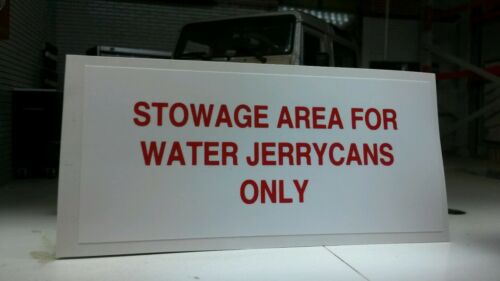 STOWAGE AREA FOR
WATER JERRYCANS
ONLY